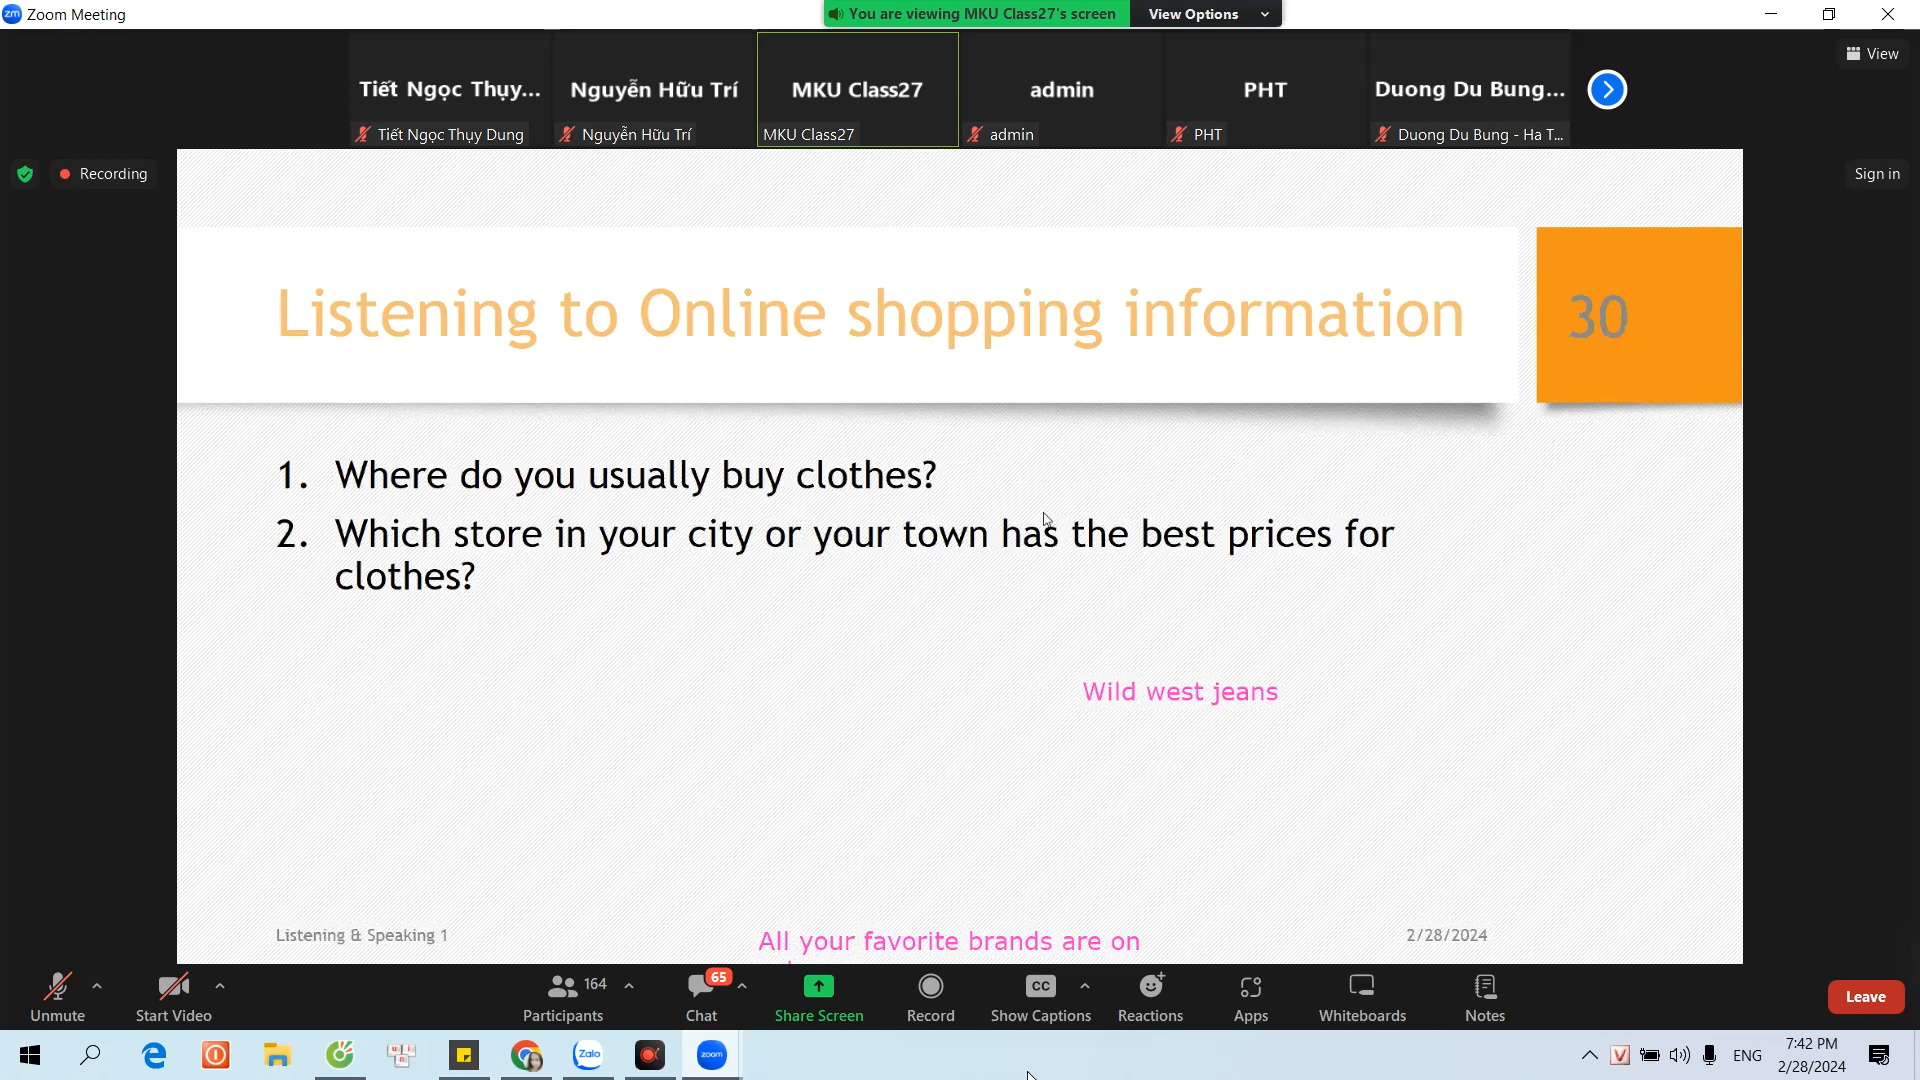 Zoom Meeting
You are viewing MKU Class27's screen
View Options
View
Tiết Ngọc Thụy...
Nguyễn Hữu Trí
MKU Class27
admin
PHT
Duong Du Bung...
Tiết Ngọc Thụy Dung
Nguyễn Hữu Trí
MKU Class27
admin
PHT
Duong Du Bung - Ha T...
Recording
Sign in
Listening to Online shopping information
30
1. Where do you usually buy clothes?
2. Which store in your city or your town has the best prices for
clothes?
Wild west jeans
Listening & Speaking 1
All your favorite brands are on
2/28/2024
164
65
CC
Unmute
Start Video
Participants
Chat
Share Screen
Record
Show Captions
Reactions
Apps
Whiteboards
Notes
Leave
Zalo
zoom
ENG
7:42 PM
2/28/2024